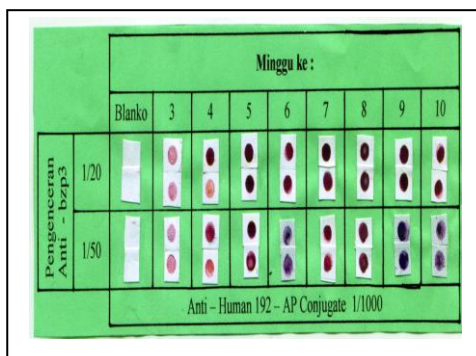 Minggu ke :
Blanko 3 4 5 6 7 8 9 10
Pengenceran
Anti - bzp3
1/20
1/50
Anti – Human 192 – AP Conjugate 1/1000